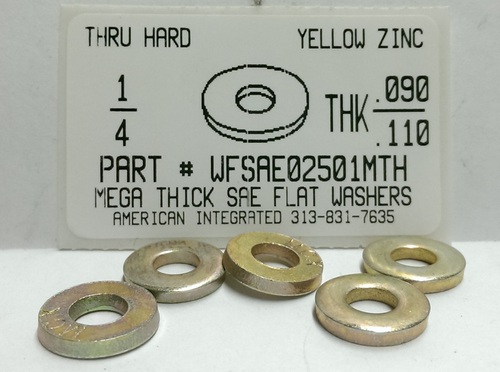 THRU HARD YELLOW ZINC
1/4 THK .090/.110
PART # WFSAE02501MTH
MEGA THICK SAE FLAT WASHERS
AMERICAN INTEGRATED 313-831-7635